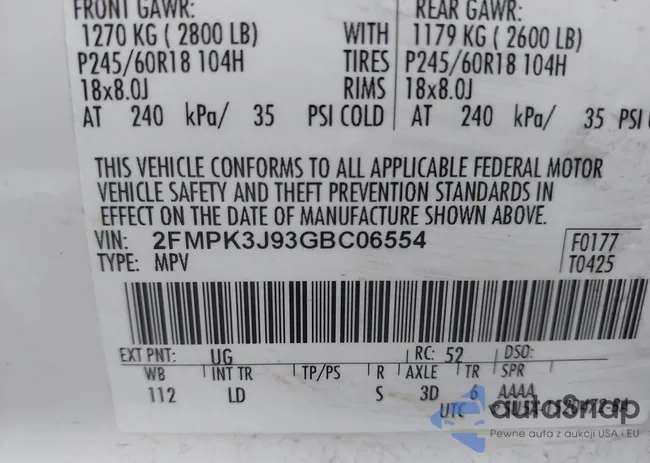 FRONT GAWR: REAR GAWR:
1270 KG ( 2800 LB) WITH 1179 KG ( 2600 LB)
P245/60R18 104H TIRES P245/60R18 104H
18x8.0J RIMS 18x8.0J
AT 240 kPa/ 35 PSI COLD AT 240 kPa/ 35 PSI
THIS VEHICLE CONFORMS TO ALL APPLICABLE FEDERAL MOTOR
VEHICLE SAFETY AND THEFT PREVENTION STANDARDS IN
EFFECT ON THE DATE OF MANUFACTURE SHOWN ABOVE.
VIN: 2FMPK3J93GBC06554 F0177
TYPE: MPV T0425
EXT PNT: UG RC: 52 DSO:
WB INT TR TP/PS R AXLE TR SPR
112 LD S 3D 6 AAAA
UTC
autoSnap
Pewne auta z aukcji USA i EU